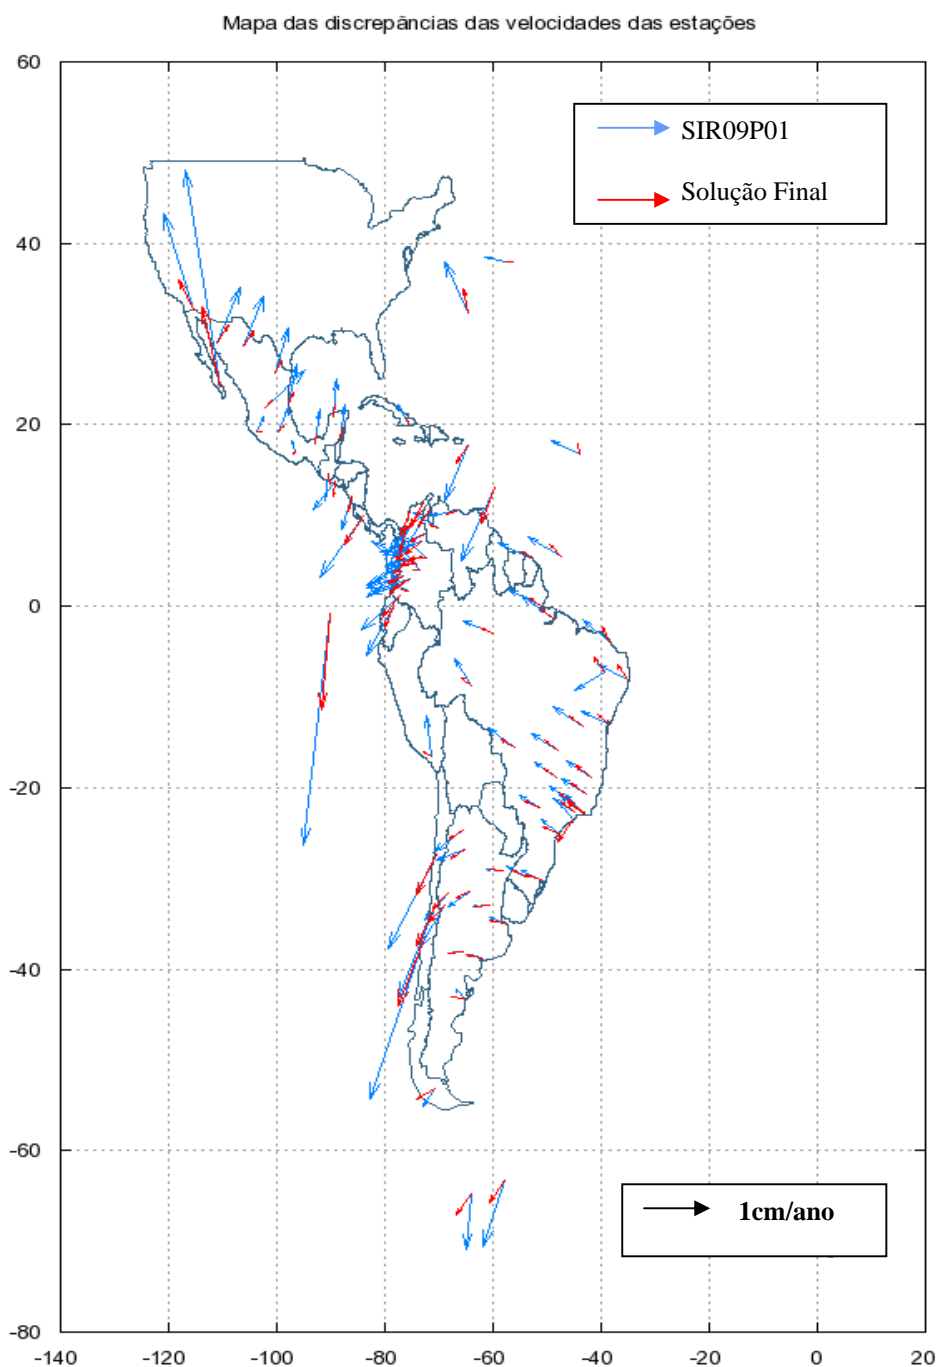 Mapa das discrepâncias das velocidades das estações
60
SIR09P01
Solução Final
40
20
0
-20
-40
-60
1cm/ano
-80
-140 -120 -100 -80 -60 -40 -20 0 20